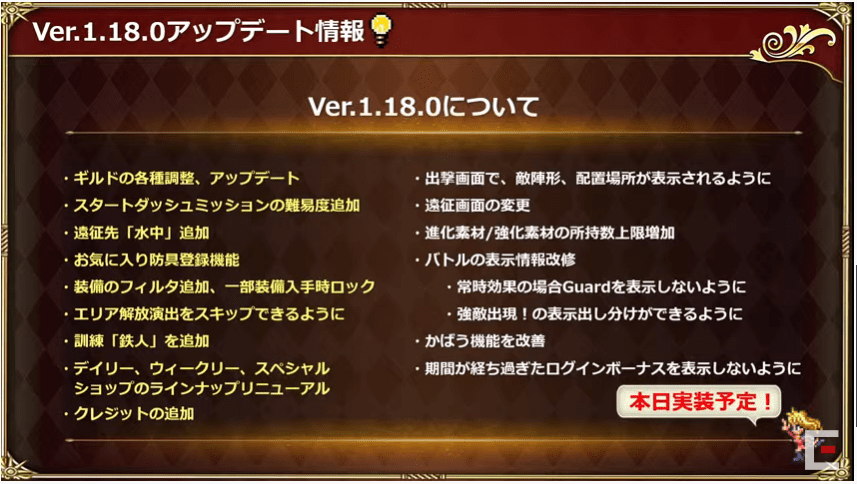 Ver.1.18.0アップデート情報
Ver.1.18.0について
・ギルドの各種調整、アップデート
・スタートダッシュミッションの難易度追加
・遠征先「水中」追加
・お気に入り防具登録機能
・装備のフィルタ追加、一部装備入手時ロック
・エリア解放演出をスキップできるように
・訓練「鉄人」を追加
・デイリー、ウィークリー、スペシャル
ショップのラインナップリニューアル
・クレジットの追加
・出撃画面で、敵陣形、配置場所が表示されるように
・遠征画面の変更
・進化素材/強化素材の所持数上限増加
・バトルの表示情報改修
・常時効果の場合Guardを表示しないように
・強敵出現！の表示出し分けができるように
・かばう機能を改善
・期間が経ち過ぎたログインボーナスを表示しないように
本日実装予定！